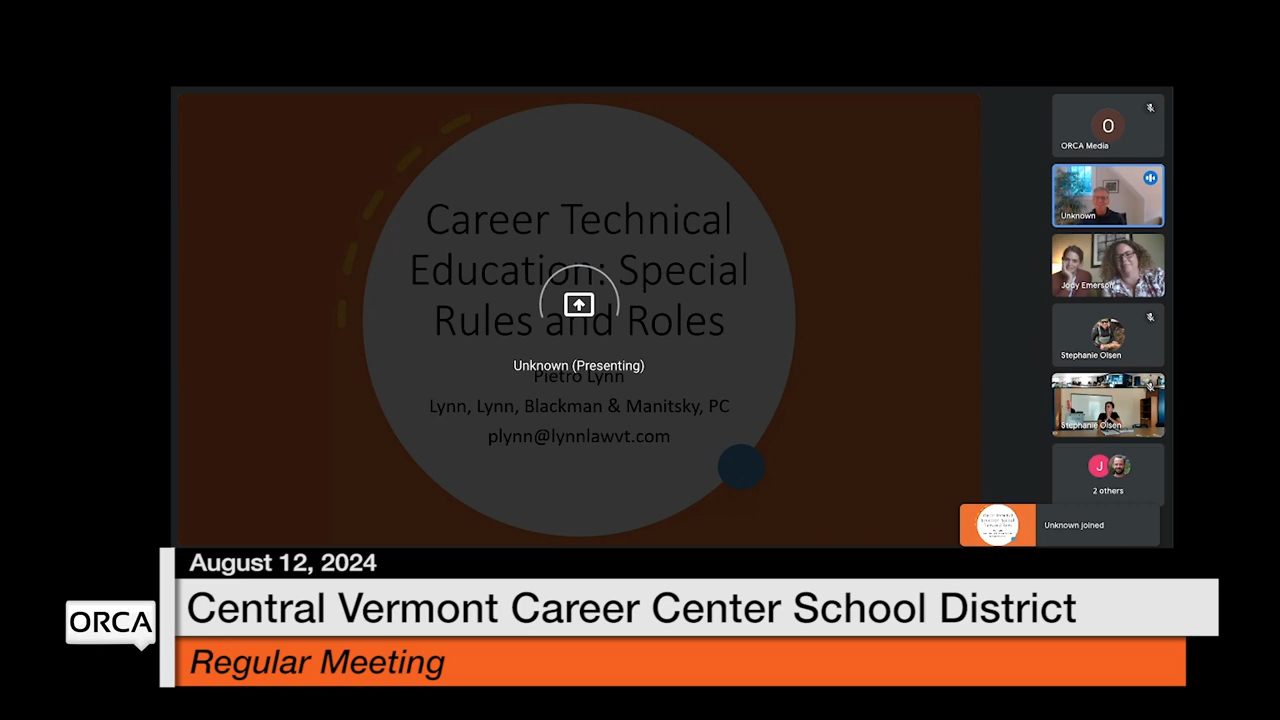 Career Technical
Education: Special
Rules and Roles
Unknown (Presenting)
Pietro Lynn
Lynn, Lynn, Blackman & Manitsky, PC
plynn@lynnlawvt.com
O
ORCA Media
Unknown
Jody Emerson
Stephanie Olsen
Stephanie Olsen
J
2 others
Unknown joined
August 12, 2024
ORCA
Central Vermont Career Center School District
Regular Meeting